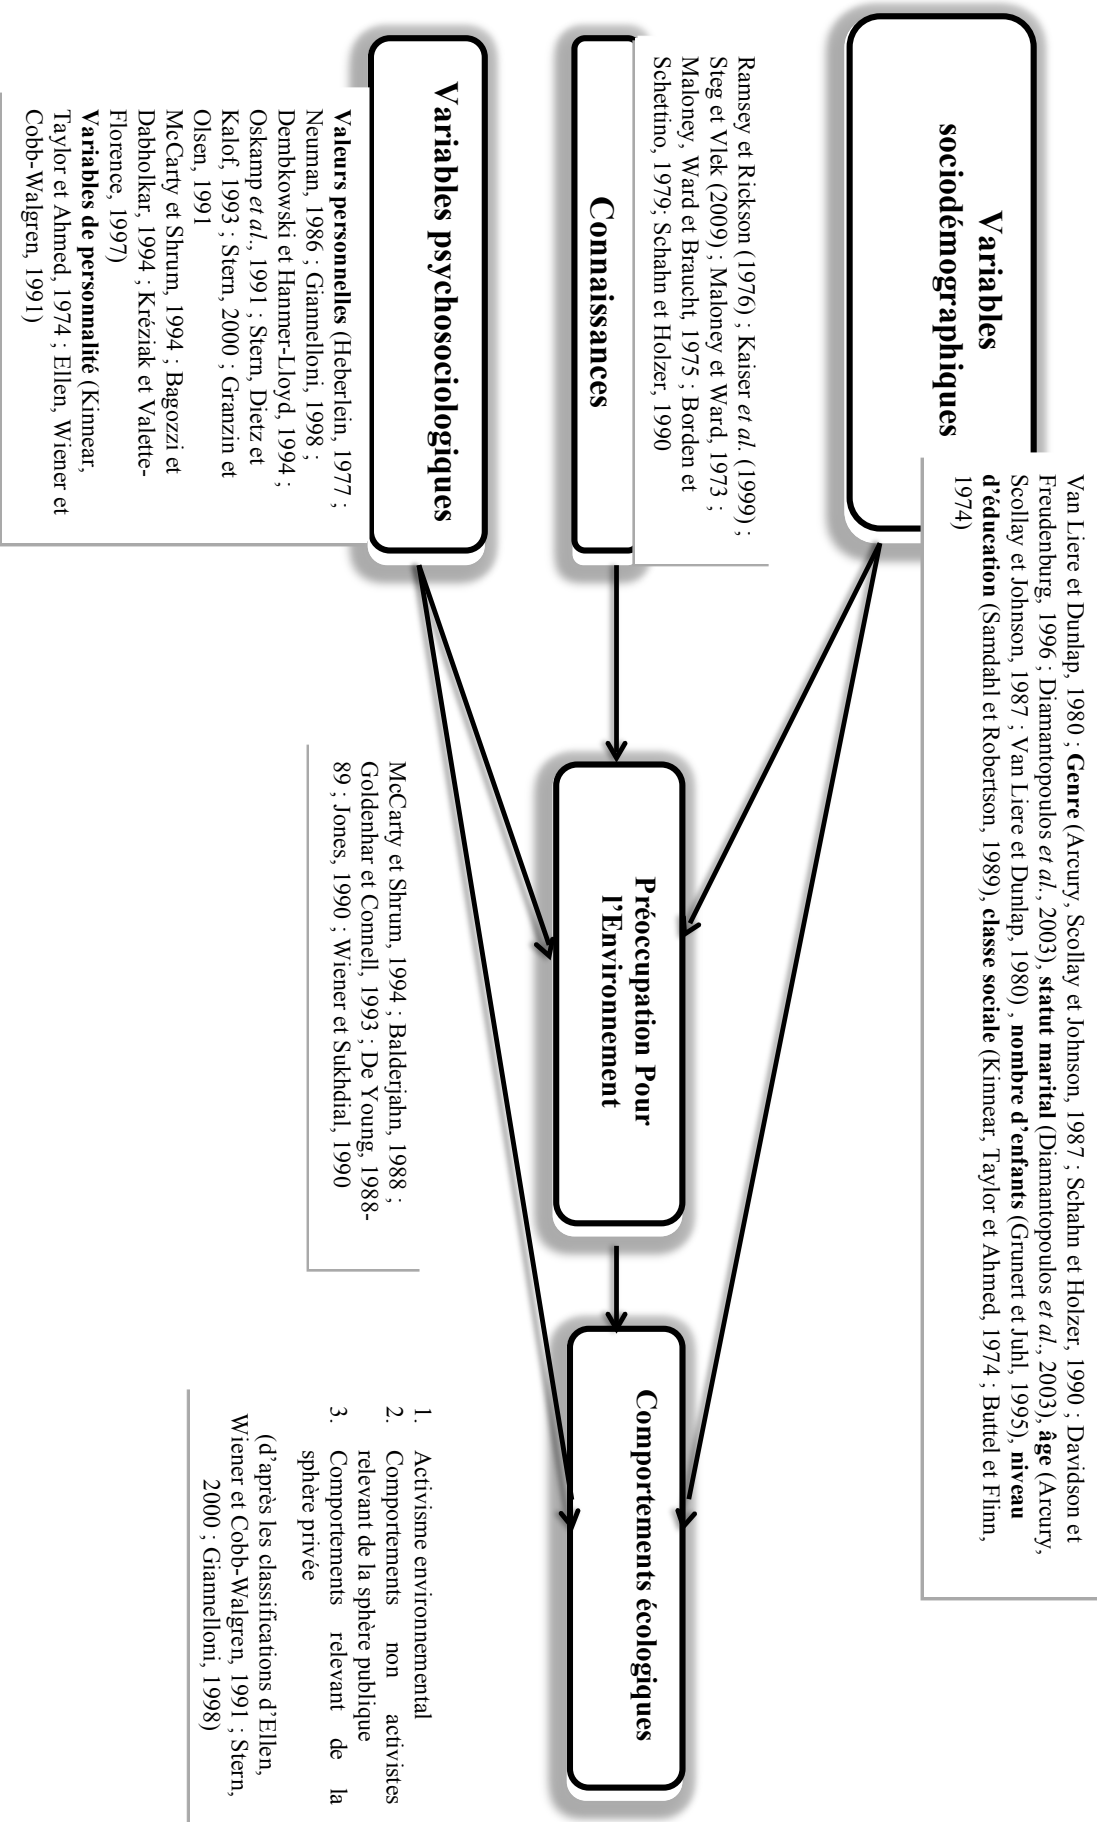 Van Liere et Dunlap, 1980 ; Genre (Arcury, Scollay et Johnson, 1987 ; Schahn et Holzer, 1990 ; Davidson et
Freudenburg, 1996 ; Diamantopoulos et al., 2003), statut marital (Diamantopoulos et al., 2003), âge (Arcury,
Scollay et Johnson, 1987 ; Van Liere et Dunlap, 1980) , nombre d'enfants (Grunert et Juhl, 1995), niveau
d'éducation (Samdahl et Robertson, 1989), classe sociale (Kinnear, Taylor et Ahmed, 1974 ; Buttel et Flinn,
1974)
Variables
sociodémographiques
Ramsey et Rickson (1976) ; Kaiser et al. (1999) ;
Steg et Vlek (2009) ; Maloney et Ward, 1973 ;
Maloney, Ward et Braucht, 1975 ; Borden et
Schettino, 1979; Schahn et Holzer, 1990
Connaissances
Préoccupation Pour
l'Environnement
Comportements écologiques
Variables psychosociologiques
Valeurs personnelles (Heberlein, 1977 ;
Neuman, 1986 ; Giannelloni, 1998 ;
Dembkowski et Hanmer-Lloyd, 1994 ;
Oskamp et al., 1991 ; Stern, Dietz et
Kalof, 1993 ; Stern, 2000 ; Granzin et
Olsen, 1991
McCarty et Shrum, 1994 ; Bagozzi et
Dabholkar, 1994 ; Kréziak et Valette-
Florence, 1997)
Variables de personnalité (Kinnear,
Taylor et Ahmed, 1974 ; Ellen, Wiener et
Cobb-Walgren, 1991)
McCarty et Shrum, 1994 ; Balderjahn, 1988 ;
Goldenhar et Connell, 1993 ; De Young, 1988-
89 ; Jones, 1990 ; Wiener et Sukhdial, 1990
1. Activisme environnemental
2. Comportements non activistes
relevant de la sphère publique
3. Comportements relevant de la
sphère privée
(d'après les classifications d'Ellen,
Wiener et Cobb-Walgren, 1991 ; Stern,
2000 ; Giannelloni, 1998)